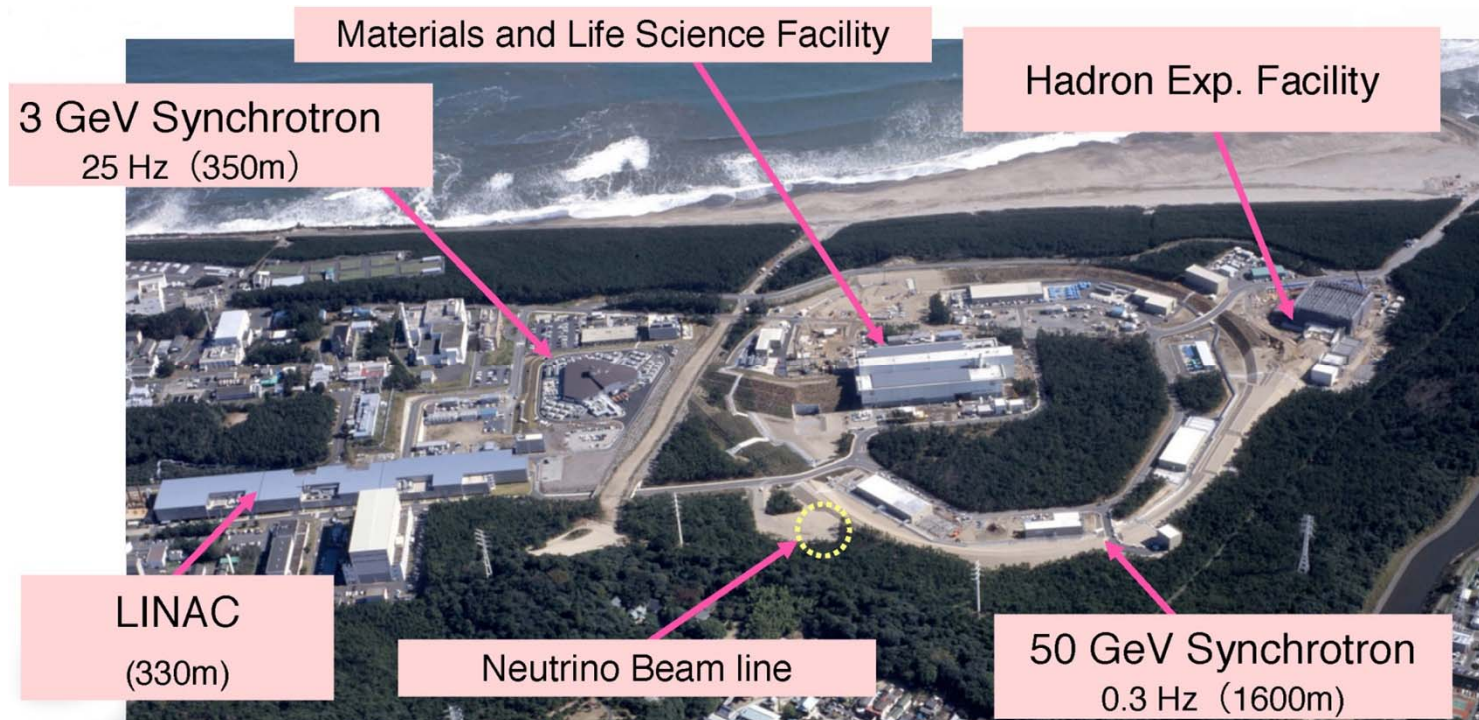 Materials and Life Science Facility
Hadron Exp. Facility
3 GeV Synchrotron
25 Hz（350m）
LINAC
(330m)
Neutrino Beam line
50 GeV Synchrotron
0.3 Hz（1600m）